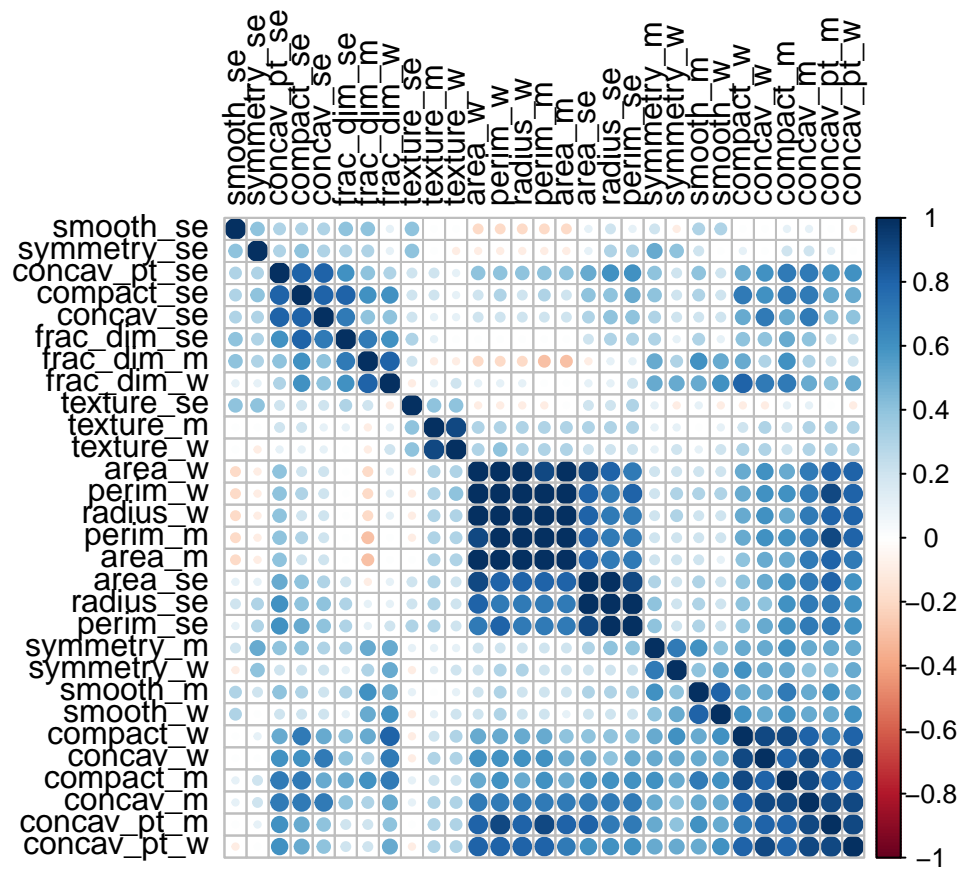 smooth_se
symmetry_se
concav_pt_se
compact_se
concav_se
frac_dim_se
frac_dim_m
frac_dim_w
texture_se
texture_m
texture_w
area_w
perim_w
radius_w
perim_m
area_m
area_se
radius_se
perim_se
symmetry_m
symmetry_w
smooth_m
smooth_w
compact_w
concav_w
compact_m
concav_m
concav_pt_m
concav_pt_w
smooth_se
symmetry_se
concav_pt_se
compact_se
concav_se
frac_dim_se
frac_dim_m
frac_dim_w
texture_se
texture_m
texture_w
area_w
perim_w
radius_w
perim_m
area_m
area_se
radius_se
perim_se
symmetry_m
symmetry_w
smooth_m
smooth_w
compact_w
concav_w
compact_m
concav_m
concav_pt_m
concav_pt_w
1
0.8
0.6
0.4
0.2
0
−0.2
−0.4
−0.6
−0.8
−1